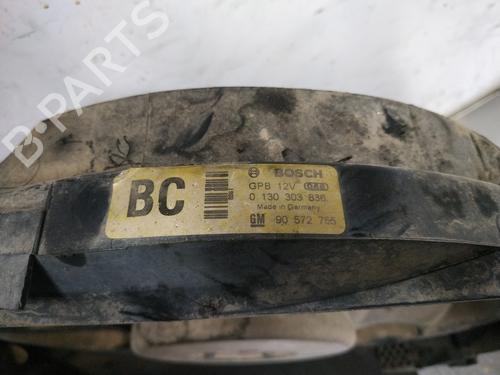 BC
BOSCH
GPB 12V
0 130 303 836
Made in Germany
GM 90 572 755
B-PARTS